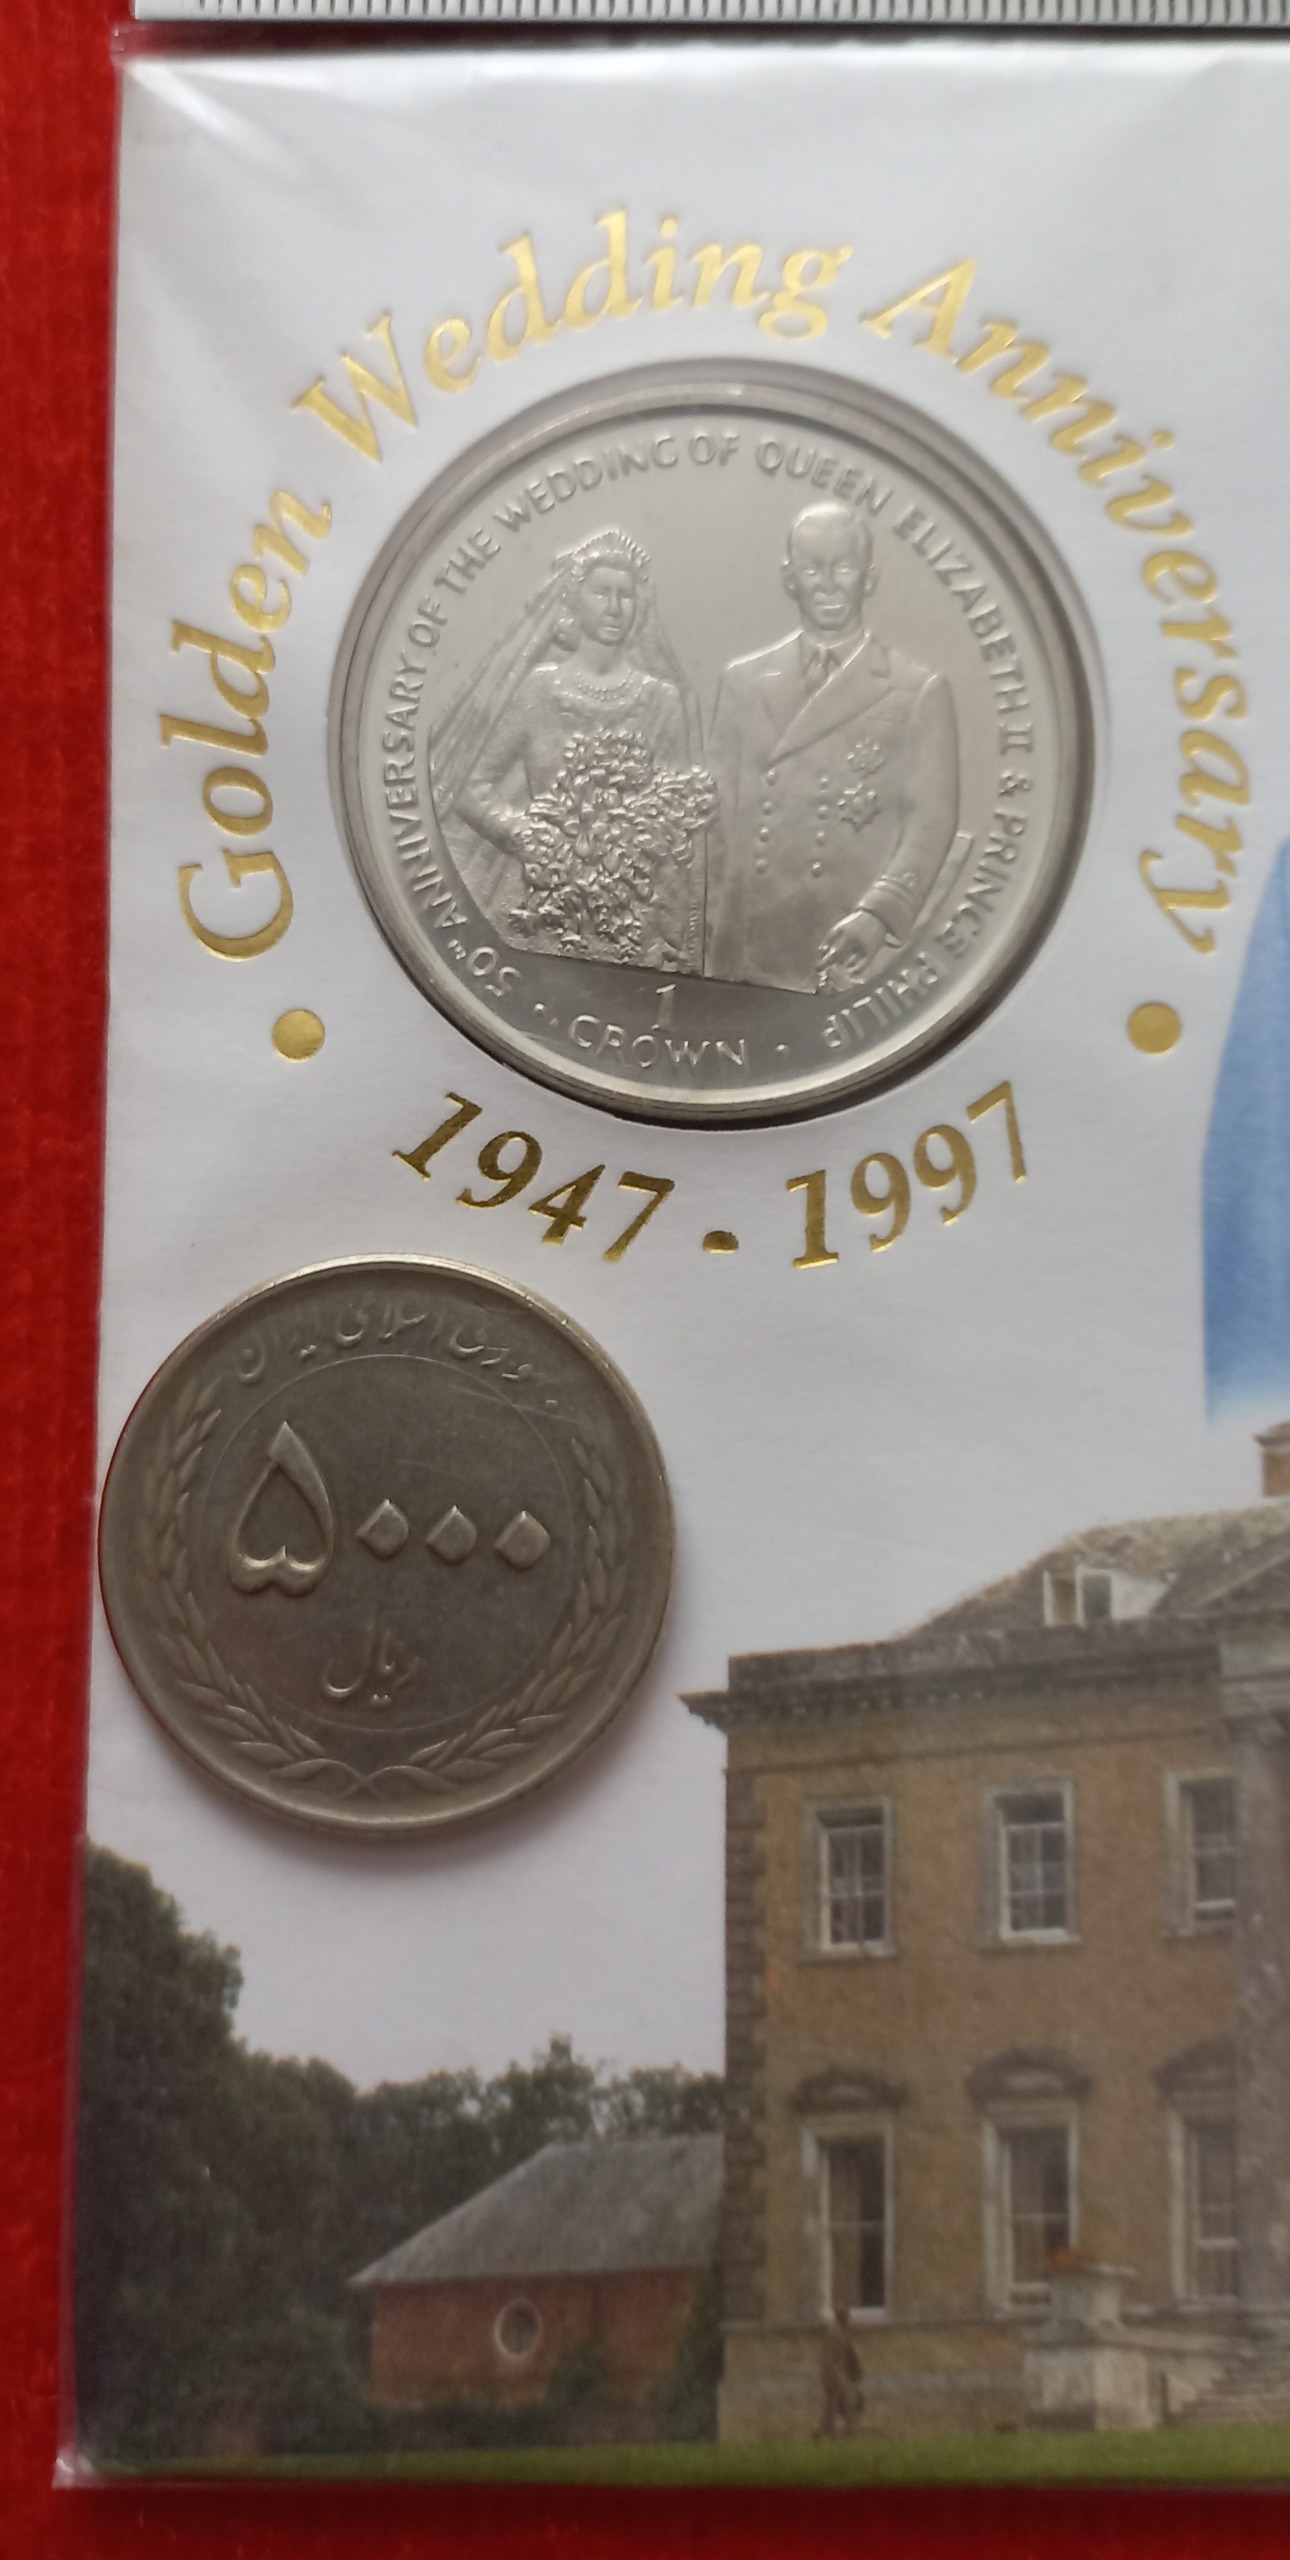 Golden Wedding Anniversary
50TH ANNIVERSARY OF THE WEDDING OF QUEEN ELIZABETH II & PRINCE PHILIP
1
CROWN
1947 - 1997
اسلامی ایران
۵۰۰۰
ریال